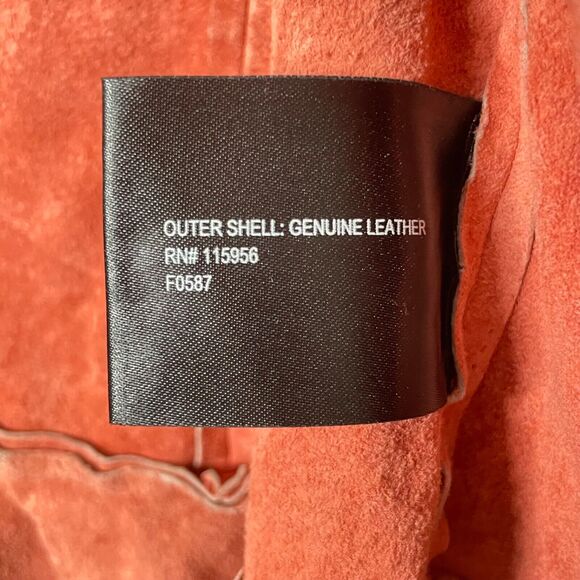 OUTER SHELL: GENUINE LEATHER
RN# 115956
F0587